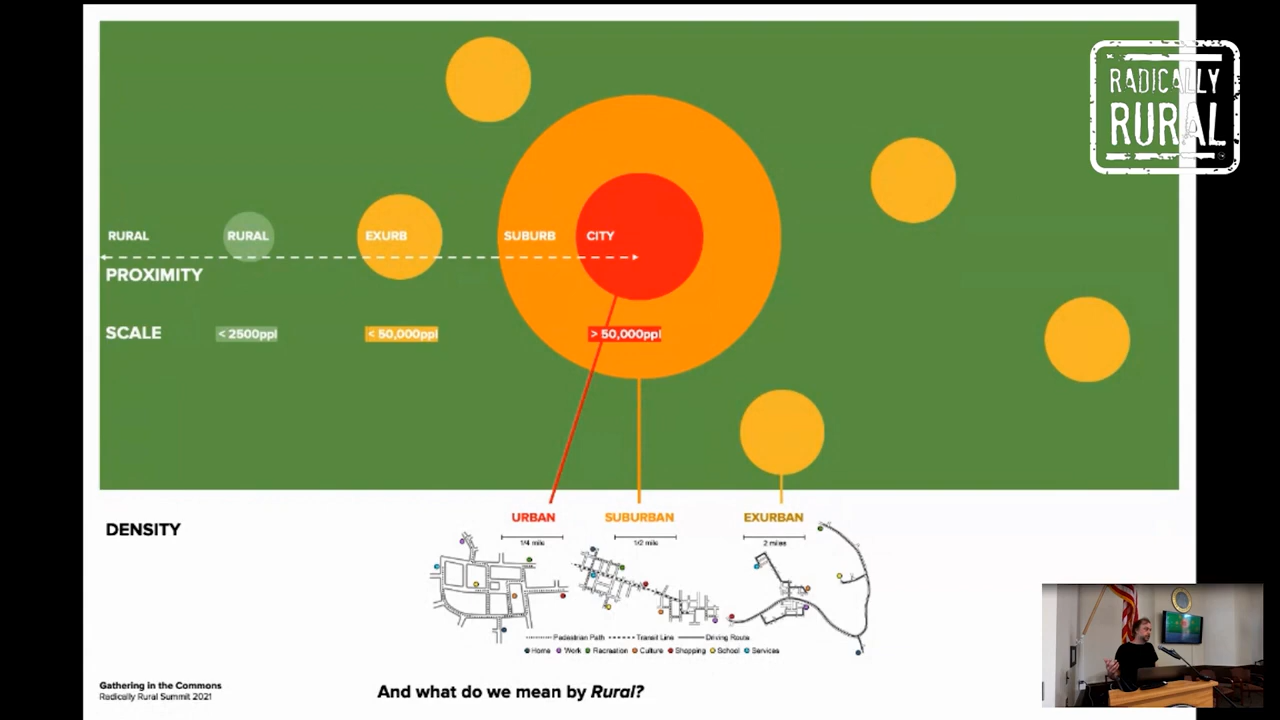 RADICALLY
RURAL
RURAL
RURAL
EXURB
SUBURB
CITY
PROXIMITY
SCALE
< 2500ppl
< 50,000ppl
> 50,000ppl
DENSITY
URBAN
SUBURBAN
EXURBAN
1/4 mile
1/2 mile
2 miles
Pedestrian Path
Transit Line
Driving Route
Home
Work
Recreation
Culture
Shopping
School
Services
Gathering in the Commons
Radically Rural Summit 2021
And what do we mean by Rural?